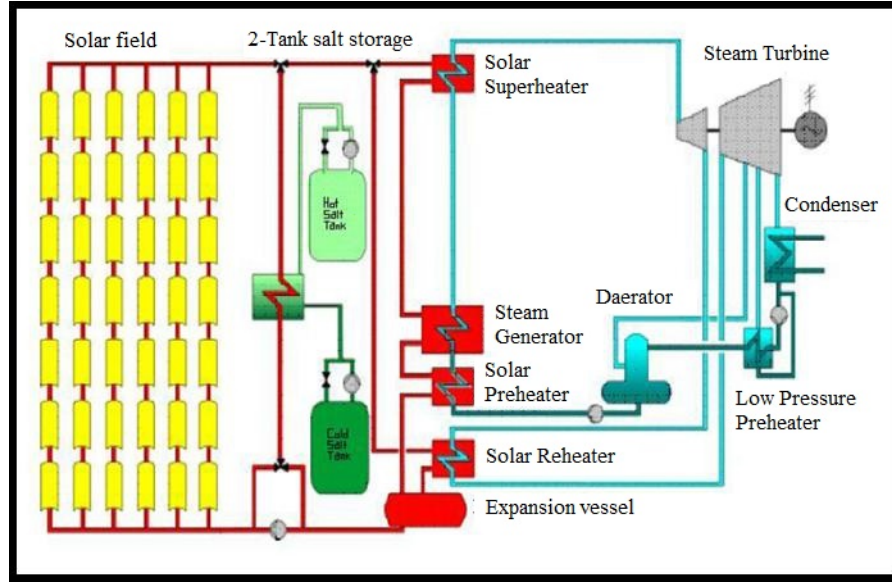 Solar field
2-Tank salt storage
Solar
Superheater
Steam Turbine
Hot
Salt
Tank
Condenser
Daerator
Steam
Generator
Solar
Preheater
Low Pressure
Preheater
Cold
Salt
Tank
Solar Reheater
Expansion vessel